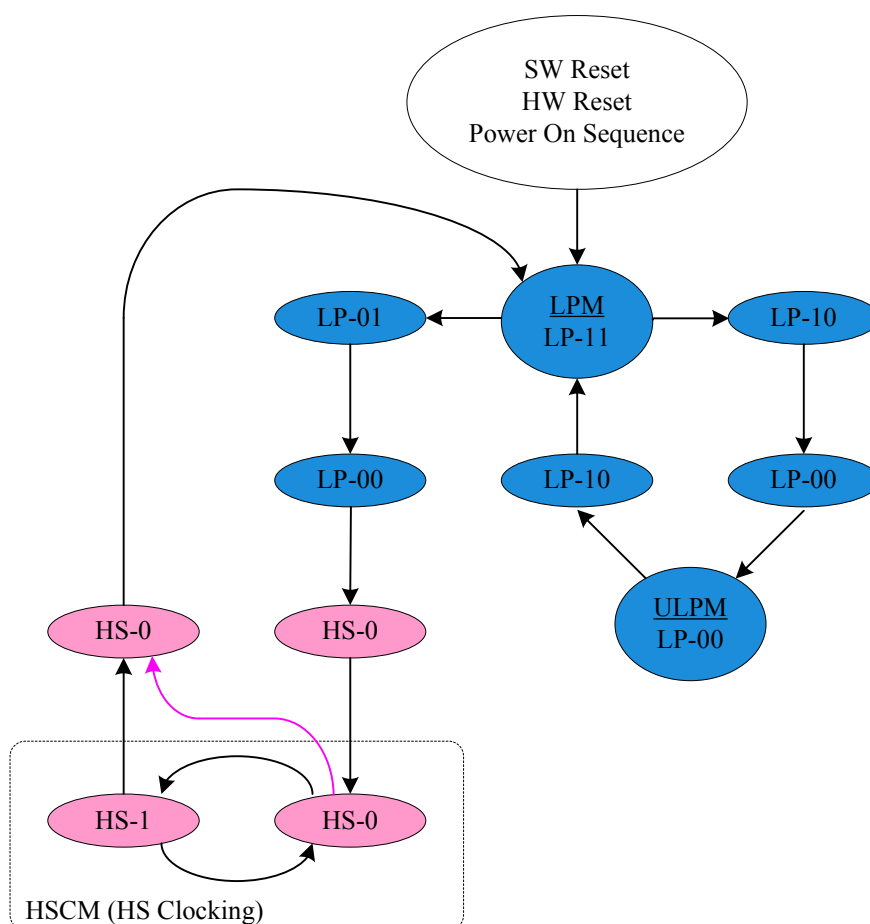 SW Reset
HW Reset
Power On Sequence
LPM
LP-11
LP-01
LP-10
LP-00
LP-10
LP-00
ULPM
LP-00
HS-0
HS-0
HS-1
HS-0
HSCM (HS Clocking)